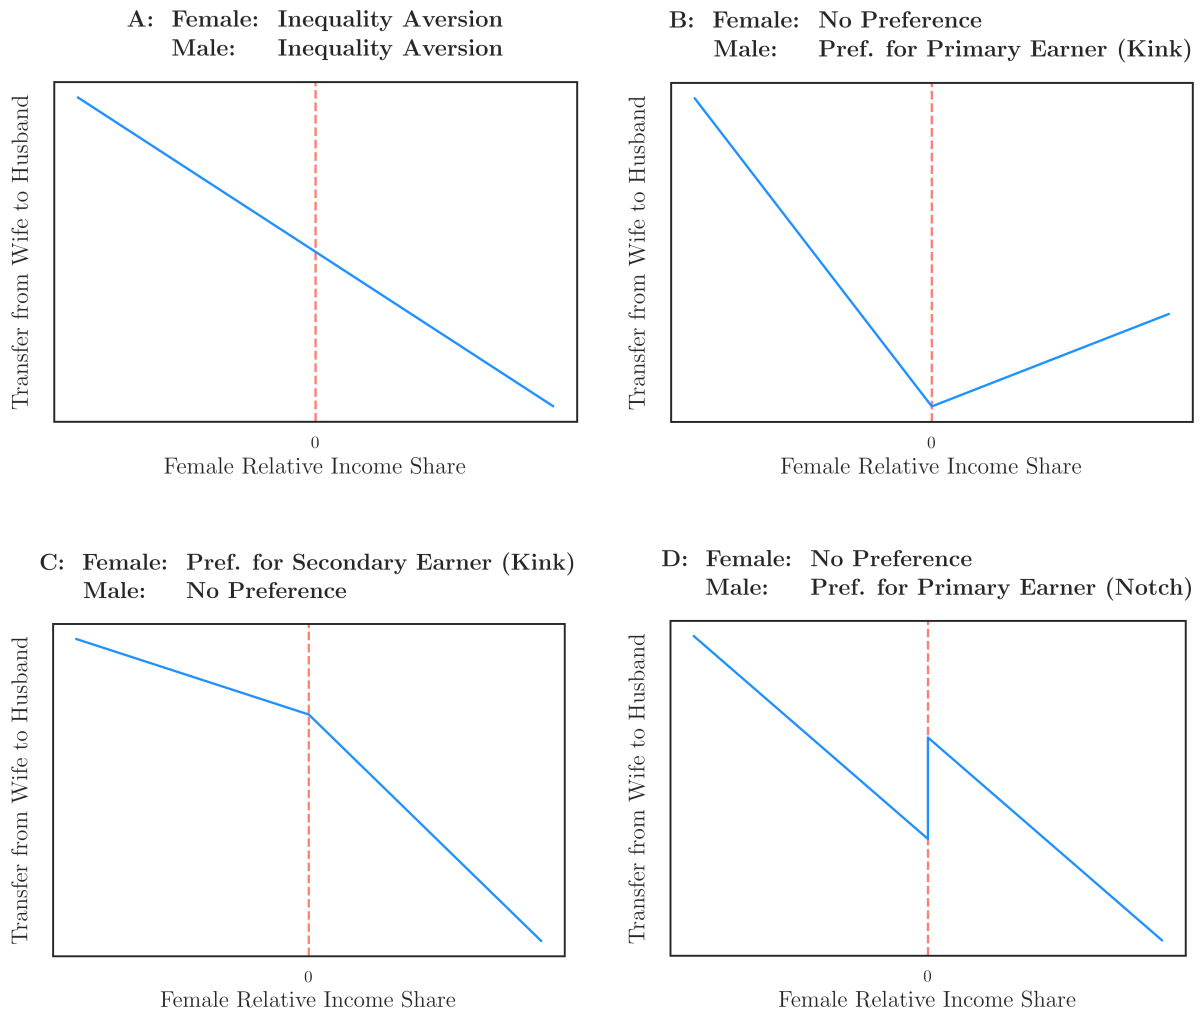 A: Female: Inequality Aversion
Male: Inequality Aversion
Transfer from Wife to Husband
0
Female Relative Income Share
B: Female: No Preference
Male: Pref. for Primary Earner (Kink)
Transfer from Wife to Husband
0
Female Relative Income Share
C: Female: Pref. for Secondary Earner (Kink)
Male: No Preference
Transfer from Wife to Husband
0
Female Relative Income Share
D: Female: No Preference
Male: Pref. for Primary Earner (Notch)
Transfer from Wife to Husband
0
Female Relative Income Share